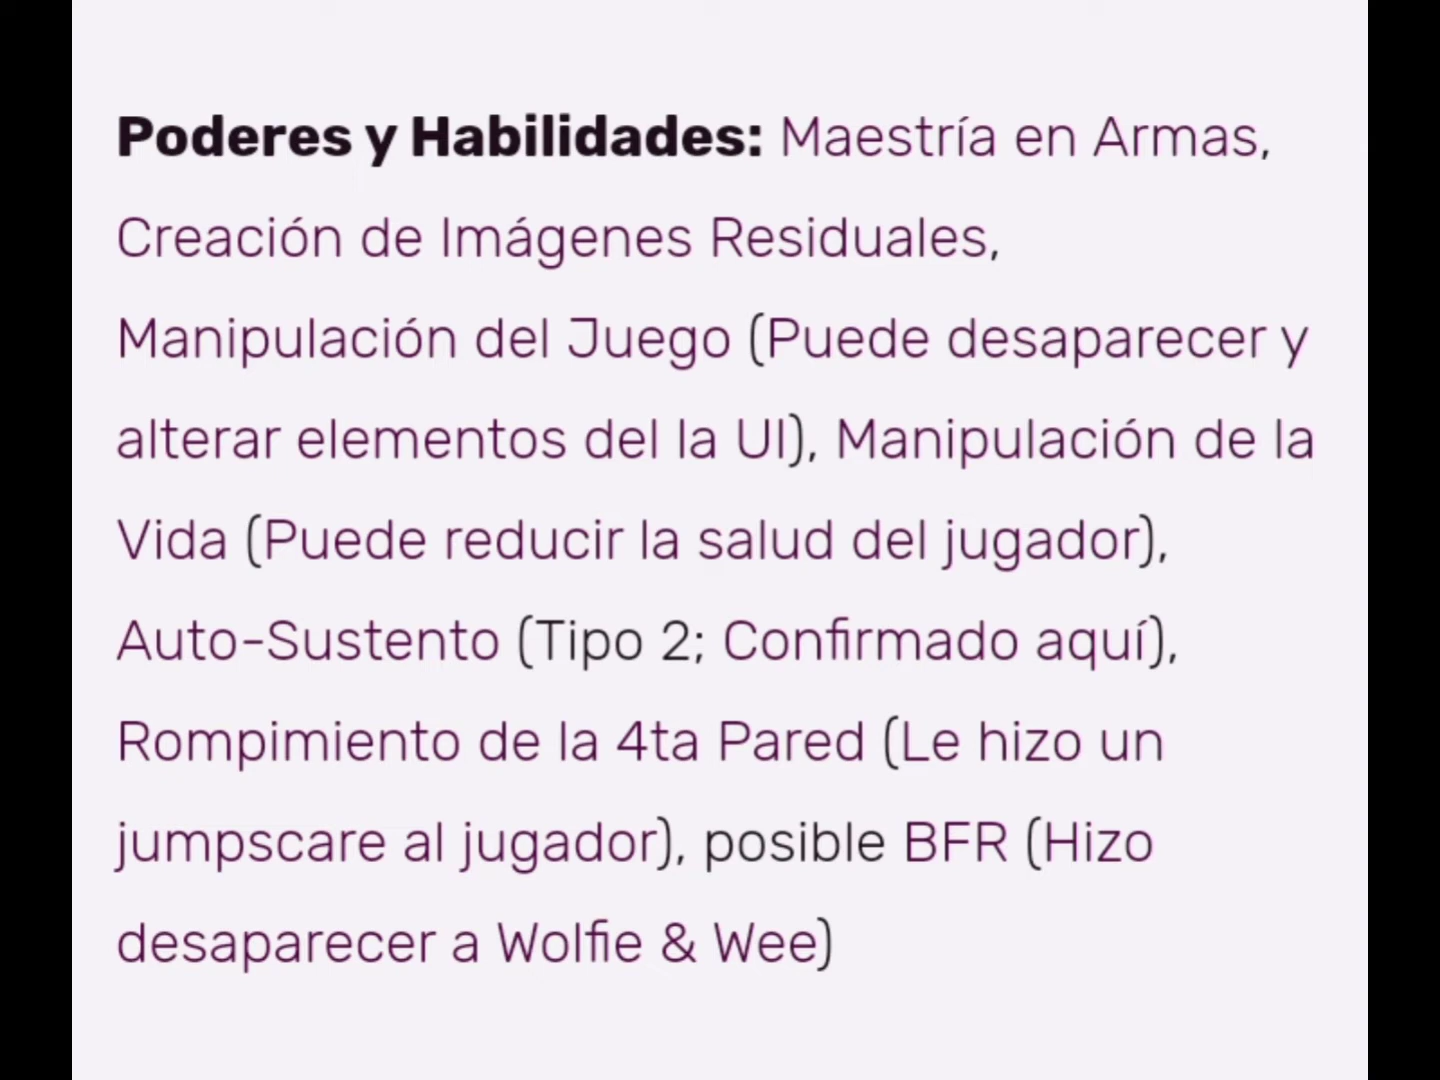 Poderes y Habilidades: Maestría en Armas,
Creación de Imágenes Residuales,
Manipulación del Juego (Puede desaparecer y
alterar elementos del la UI), Manipulación de la
Vida (Puede reducir la salud del jugador),
Auto-Sustento (Tipo 2; Confirmado aquí),
Rompimiento de la 4ta Pared (Le hizo un
jumpscare al jugador), posible BFR (Hizo
desaparecer a Wolfie & Wee)